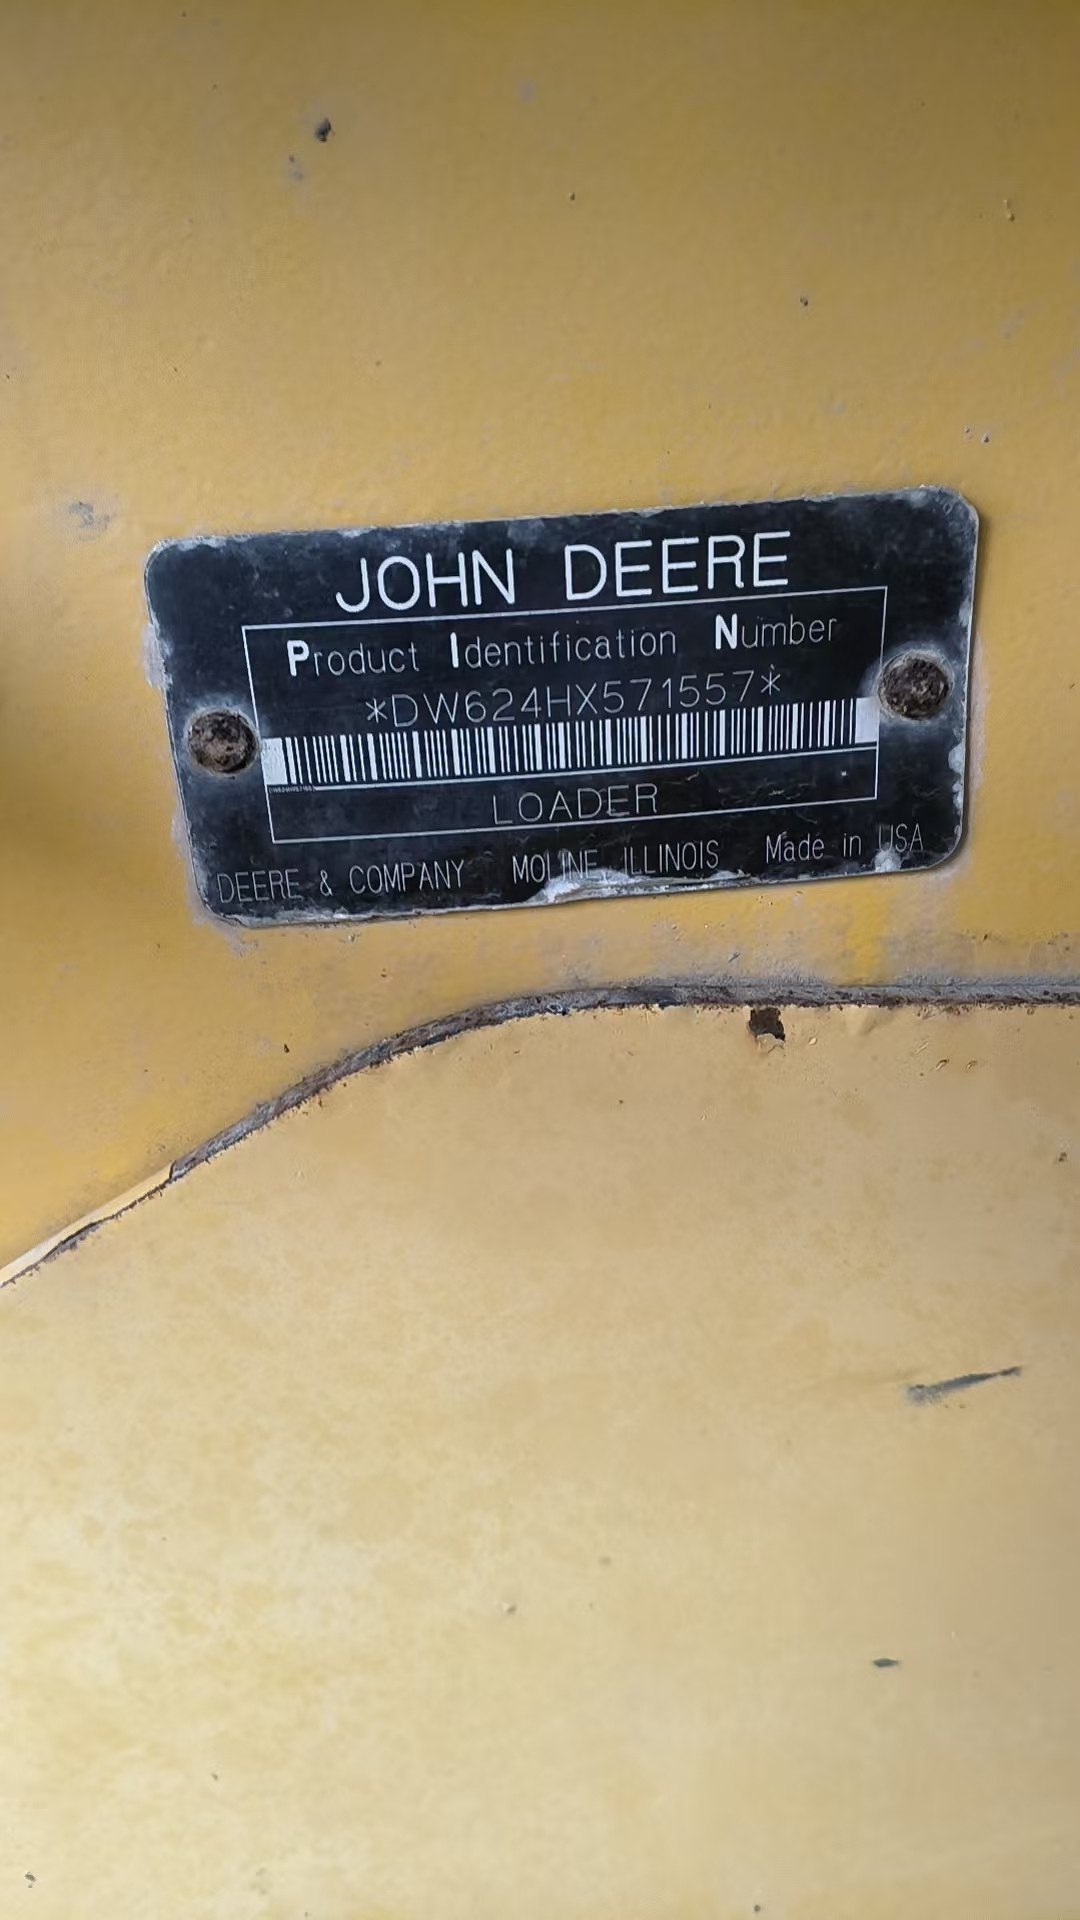 JOHN DEERE
Product Identification Number
*DW624HX571557*
LOADER
DEERE & COMPANY MOLINE, ILLINOIS Made in USA